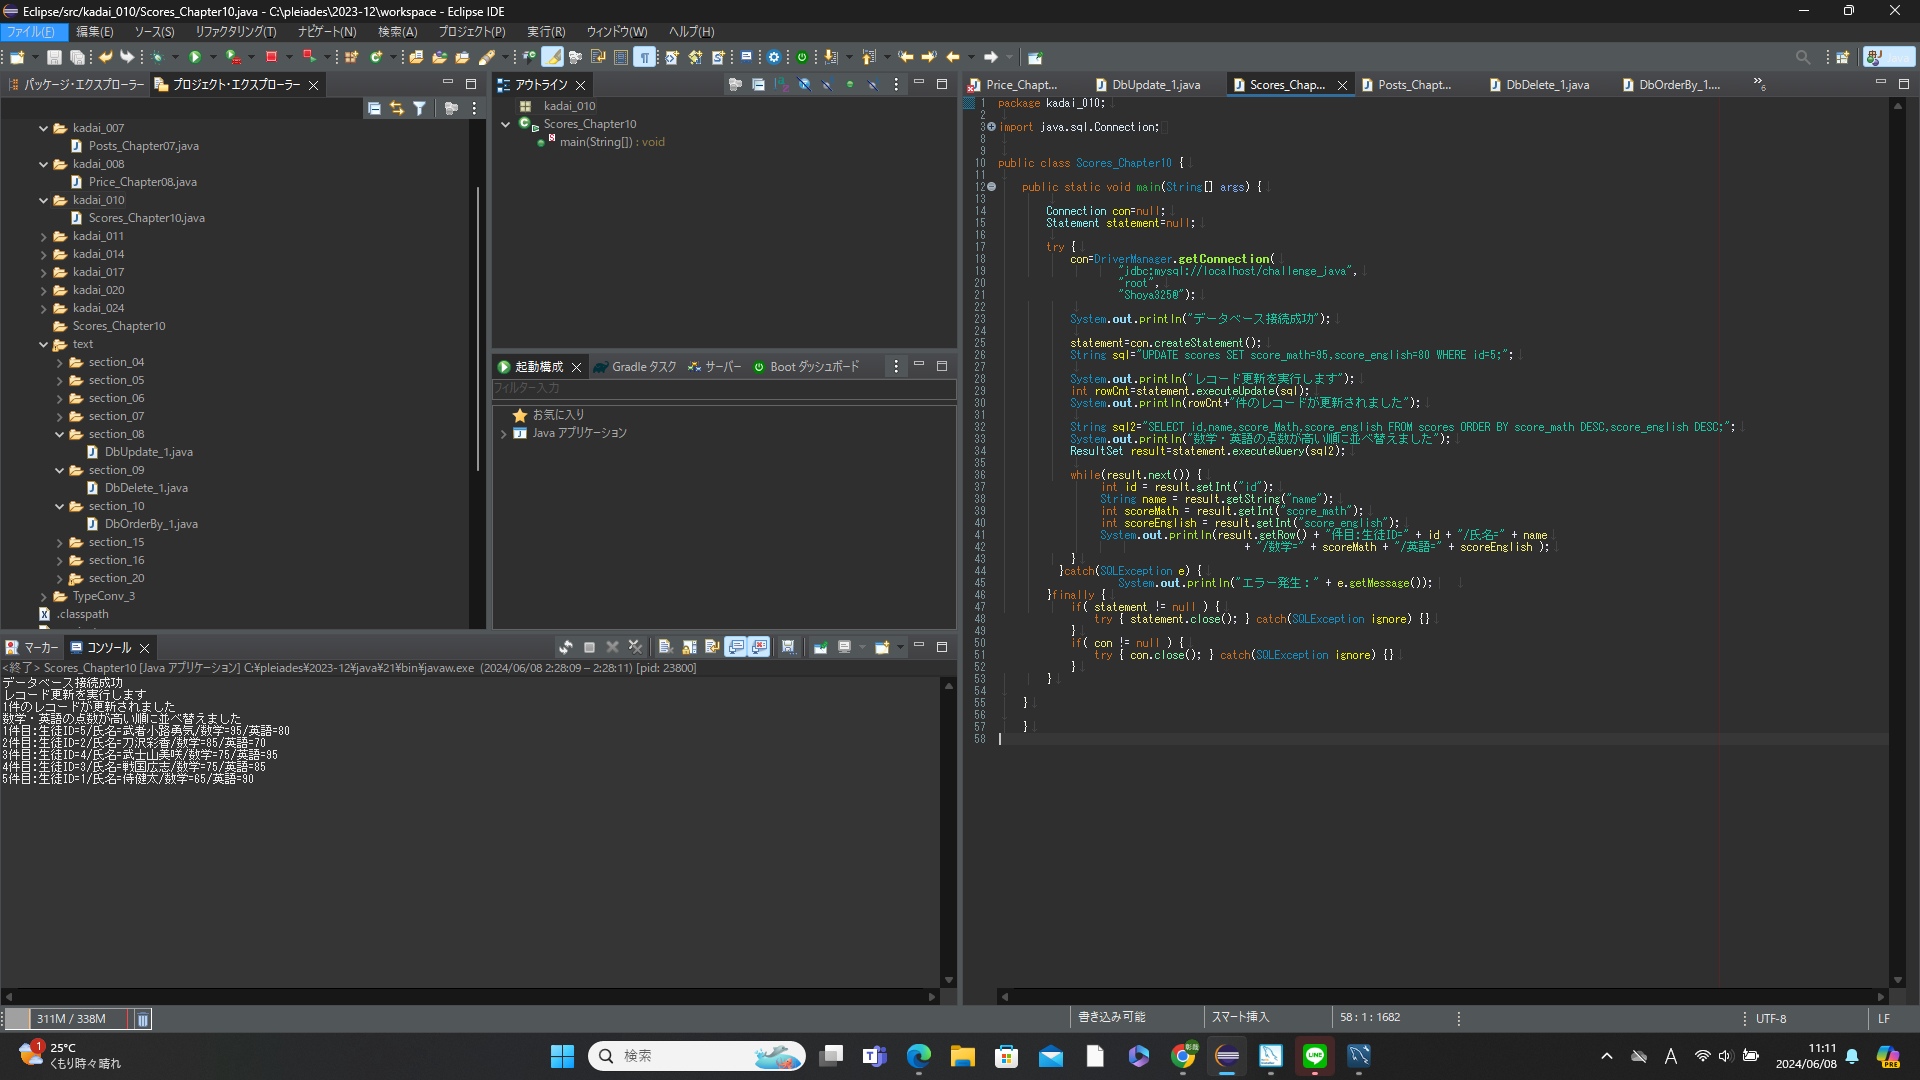 Eclipse/src/kadai_010/Scores_Chapter10.java - C:\pleiades\2023-12\workspace - Eclipse IDE
ファイル(F) 編集(E) ソース(S) リファクタリング(T) ナビゲート(N) 検索(A) プロジェクト(P) 実行(R) ウィンドウ(W) ヘルプ(H)
パッケージ・エクスプローラー プロジェクト・エクスプローラー
kadai_007
Posts_Chapter07.java
kadai_008
Price_Chapter08.java
kadai_010
Scores_Chapter10.java
kadai_011
kadai_014
kadai_017
kadai_020
kadai_024
Scores_Chapter10
text
section_04
section_05
section_06
section_07
section_08
DbUpdate_1.java
section_09
DbDelete_1.java
section_10
DbOrderBy_1.java
section_15
section_16
section_20
TypeConv_3
.classpath
アウトライン
kadai_010
Scores_Chapter10
main(String[]) : void
起動構成 Gradle タスク サーバー Boot ダッシュボード
フィルター入力
お気に入り
Java アプリケーション
Price_Chapt... DbUpdate_1.java Scores_Chap... Posts_Chapt... DbDelete_1.java DbOrderBy_1.... »6
1 package kadai_010;
2
3 import java.sql.Connection;
8
9
10 public class Scores_Chapter10 {
11
12 public static void main(String[] args) {
13
14 Connection con=null;
15 Statement statement=null;
16
17 try {
18 con=DriverManager.getConnection(
19 "jdbc:mysql://localhost/challenge_java",
20 "root",
21 "Shoya3250");
22
23 System.out.println("データベース接続成功");
24
25 statement=con.createStatement();
26 String sql="UPDATE scores SET score_math=95,score_english=80 WHERE id=5;";
27
28 System.out.println("レコード更新を実行します");
29 int rowCnt=statement.executeUpdate(sql);
30 System.out.println(rowCnt+"件のレコードが更新されました");
31
32 String sql2="SELECT id,name,score_Math,score_english FROM scores ORDER BY score_math DESC,score_english DESC;";
33 System.out.println("数学・英語の点数が高い順に並べ替えました");
34 ResultSet result=statement.executeQuery(sql2);
35
36 while(result.next()) {
37 int id = result.getInt("id");
38 String name = result.getString("name");
39 int scoreMath = result.getInt("score_math");
40 int scoreEnglish = result.getInt("score_english");
41 System.out.println(result.getRow() + "件目:生徒ID=" + id + "/氏名=" + name
42 + "/数学=" + scoreMath + "/英語=" + scoreEnglish );
43 }
44 }catch(SQLException e) {
45 System.out.println("エラー発生：" + e.getMessage());
46 }finally {
47 if( statement != null ) {
48 try { statement.close(); } catch(SQLException ignore) {}
49 }
50 if( con != null ) {
51 try { con.close(); } catch(SQLException ignore) {}
52 }
53 }
54
55 }
56
57 }
58
マーカー コンソール
<終了> Scores_Chapter10 [Java アプリケーション] C:¥pleiades¥2023-12¥java¥21¥bin¥javaw.exe (2024/06/08 2:28:09 – 2:28:11) [pid: 23800]
データベース接続成功
レコード更新を実行します
1件のレコードが更新されました
数学・英語の点数が高い順に並べ替えました
1件目:生徒ID=5/氏名=武者小路勇気/数学=95/英語=80
2件目:生徒ID=2/氏名=刀沢彩香/数学=85/英語=70
3件目:生徒ID=4/氏名=武士山美咲/数学=75/英語=95
4件目:生徒ID=3/氏名=戦国広志/数学=75/英語=85
5件目:生徒ID=1/氏名=侍健太/数学=65/英語=90
311M / 338M 書き込み可能 スマート挿入 58 : 1 : 1682 UTF-8 LF
1 25°C
くもり時々晴れ
検索
A
11:11
2024/06/08
PRE